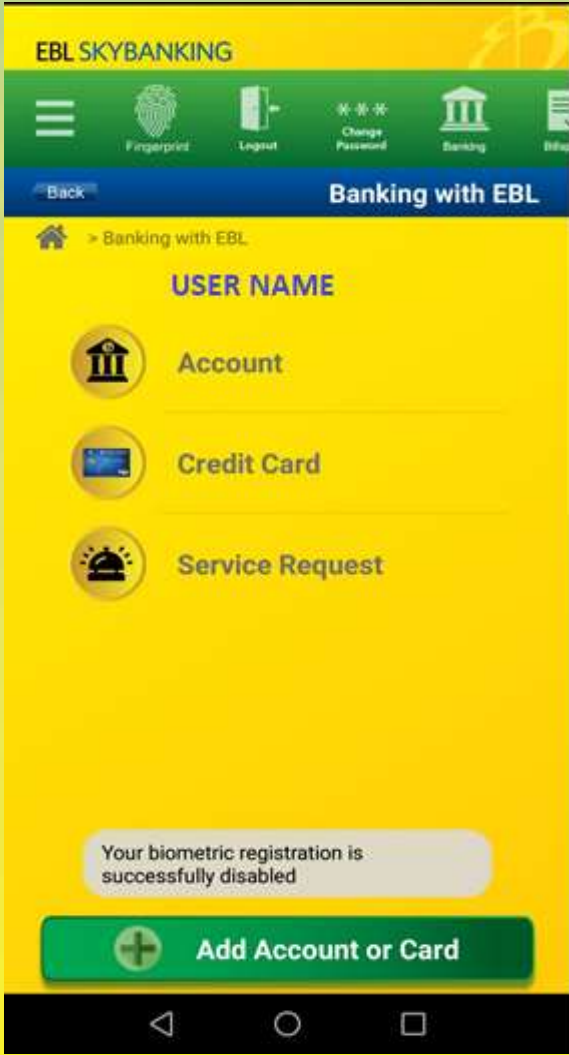 EBL SKYBANKING
Fingerprint
Logout
***
Change
Password
Banking
Back
Banking with EBL
> Banking with EBL
USER NAME
Account
Credit Card
Service Request
Your biometric registration is
successfully disabled
Add Account or Card